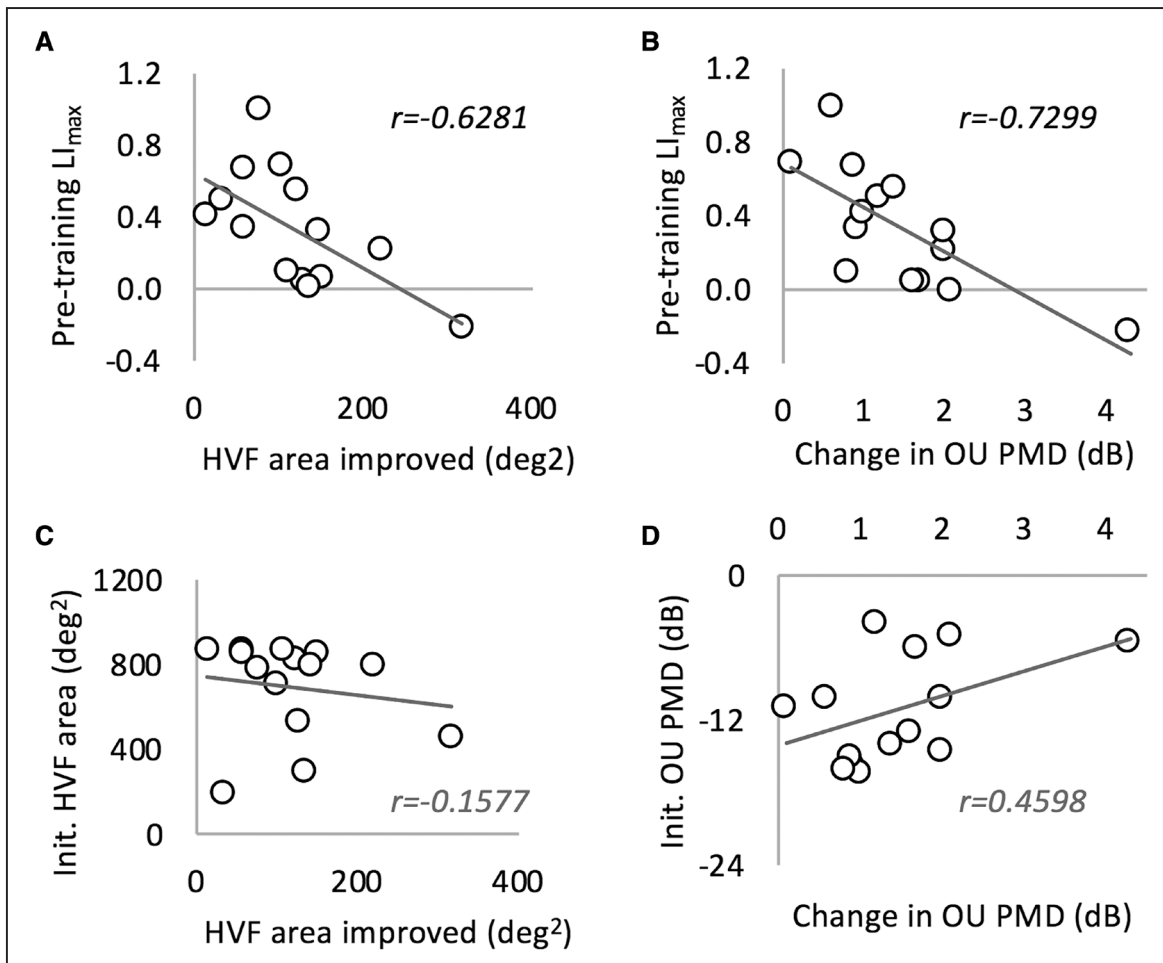 A
1.2
0.8
0.4
0.0
-0.4
Pre-training LImax
r=-0.6281
0 200 400
HVF area improved (deg2)
B
1.2
0.8
0.4
0.0
-0.4
Pre-training LImax
r=-0.7299
0 1 2 3 4
Change in OU PMD (dB)
C
1200
800
400
0
Init. HVF area (deg²)
r=-0.1577
0 200 400
HVF area improved (deg²)
D
0 1 2 3 4
0
-12
-24
Init. OU PMD (dB)
r=0.4598
Change in OU PMD (dB)